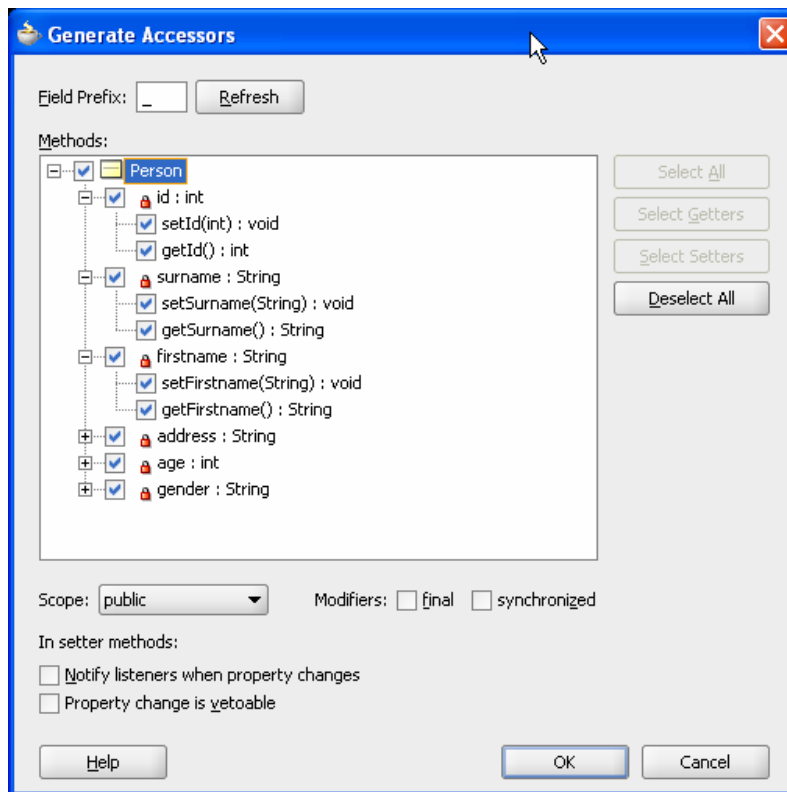 Generate Accessors
Field Prefix: _ Refresh
Methods:
Person
id : int
setId(int) : void
getId() : int
surname : String
setSurname(String) : void
getSurname() : String
firstname : String
setFirstname(String) : void
getFirstname() : String
address : String
age : int
gender : String
Select All
Select Getters
Select Setters
Deselect All
Scope: public Modifiers: final synchronized
In setter methods:
Notify listeners when property changes
Property change is vetoable
Help OK Cancel